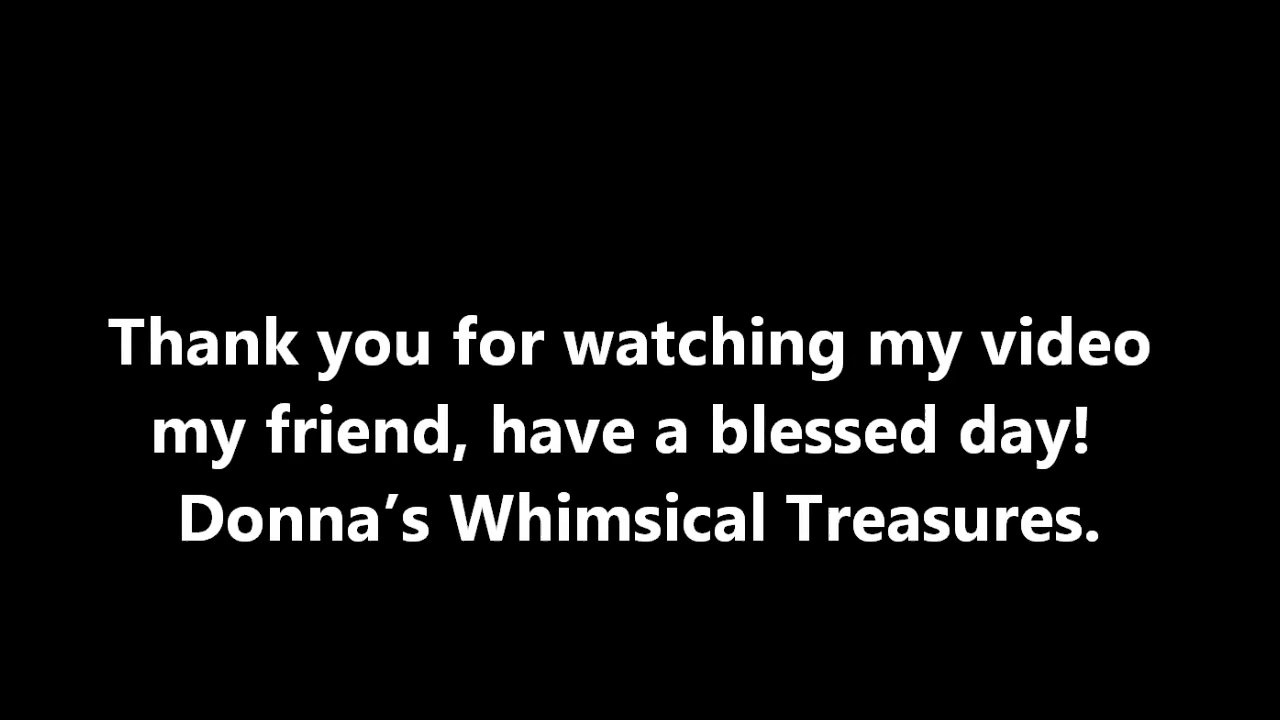 Thank you for watching my video
my friend, have a blessed day!
Donna’s Whimsical Treasures.